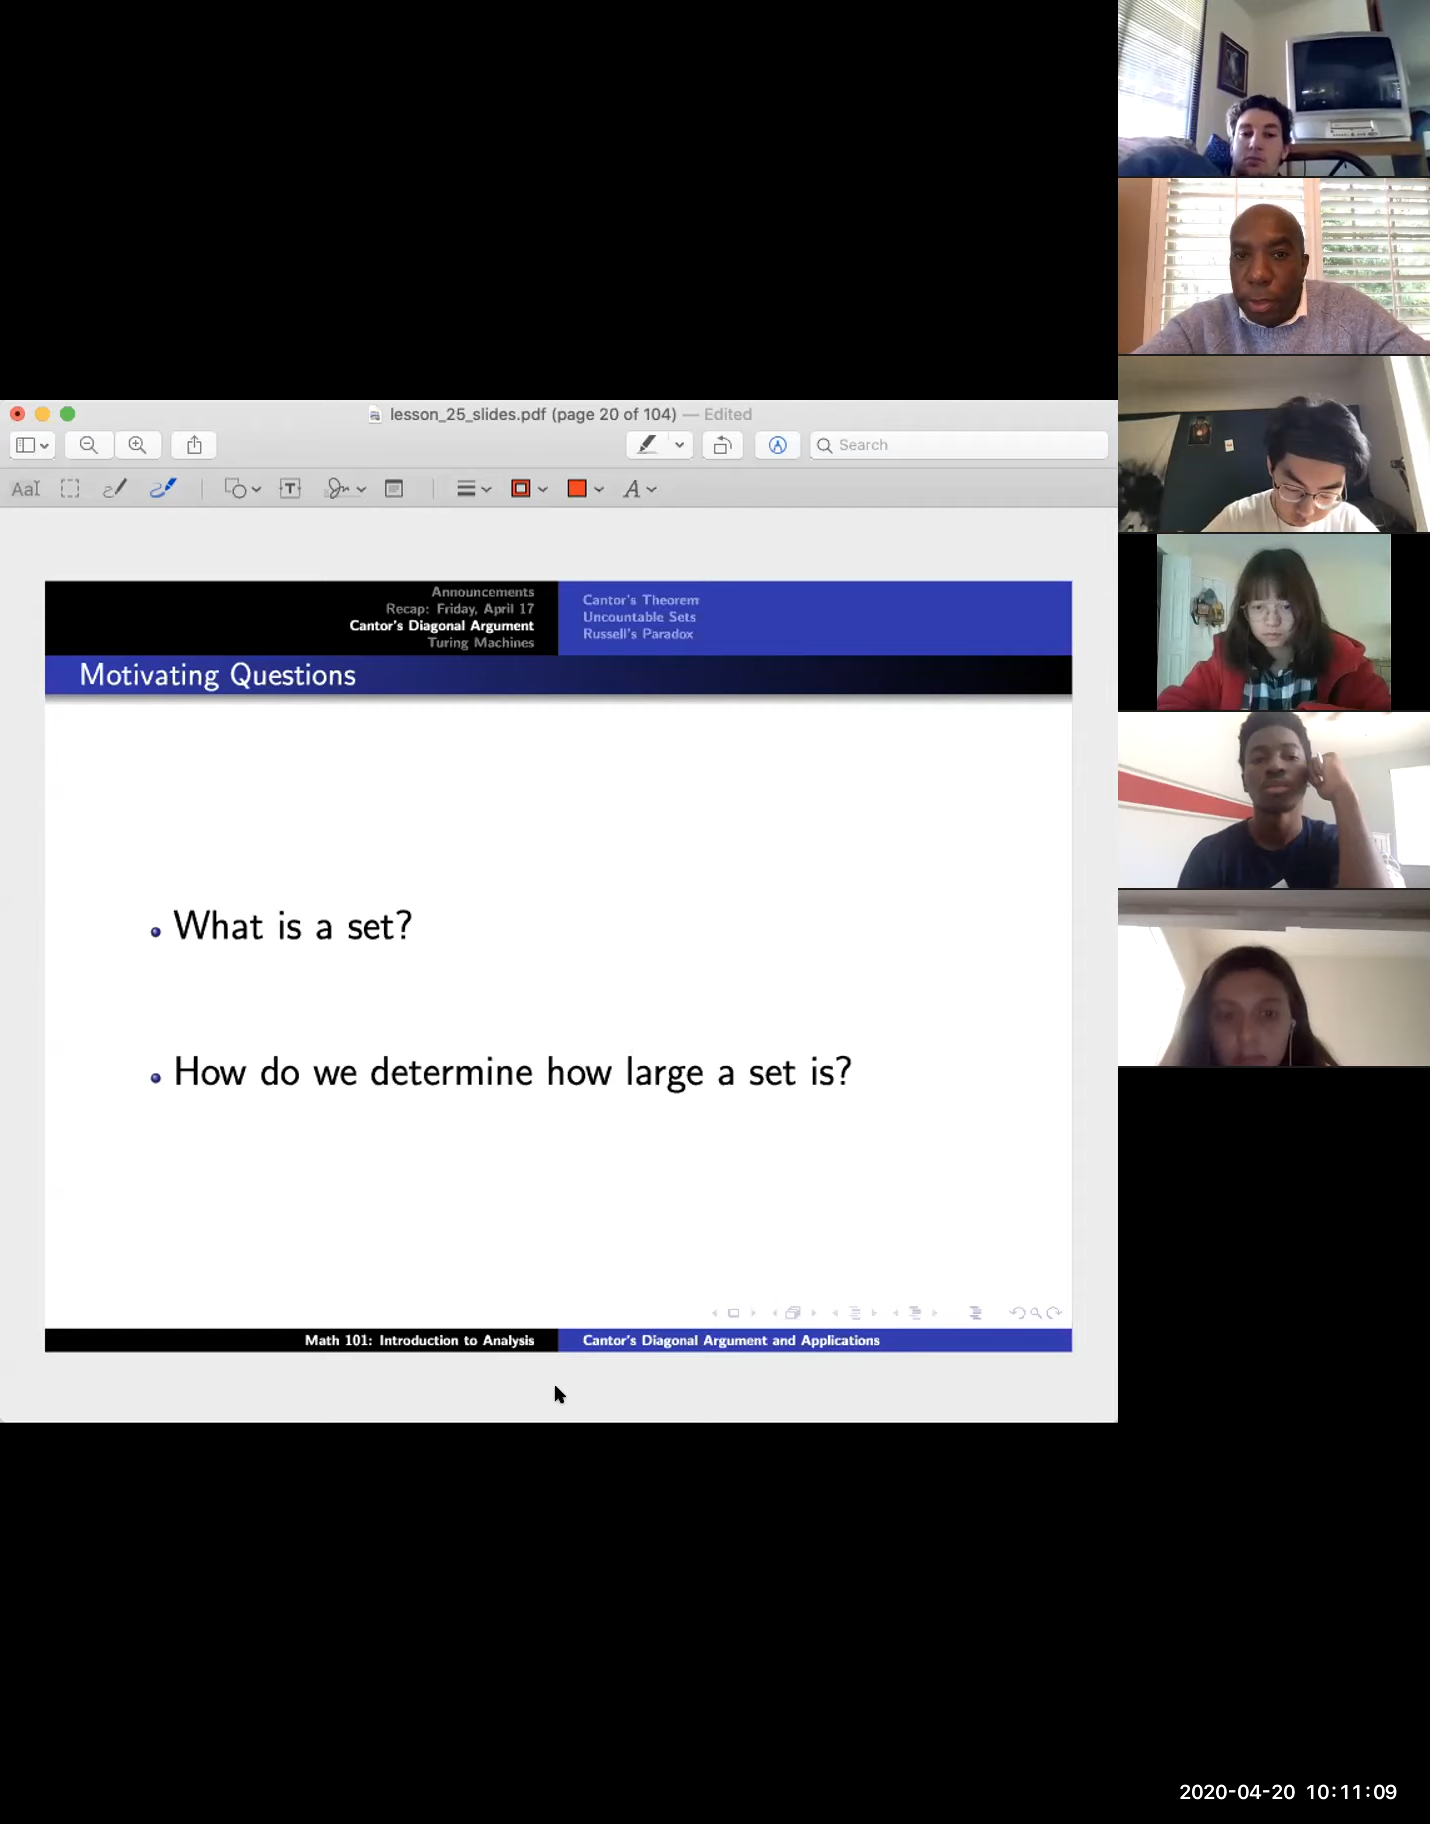 lesson_25_slides.pdf (page 20 of 104) — Edited
Search
AaI
T
A
Announcements
Recap: Friday, April 17
Cantor's Diagonal Argument
Turing Machines
Cantor's Theorem
Uncountable Sets
Russell's Paradox
Motivating Questions
What is a set?
How do we determine how large a set is?
Math 101: Introduction to Analysis
Cantor's Diagonal Argument and Applications
2020-04-20 10:11:09